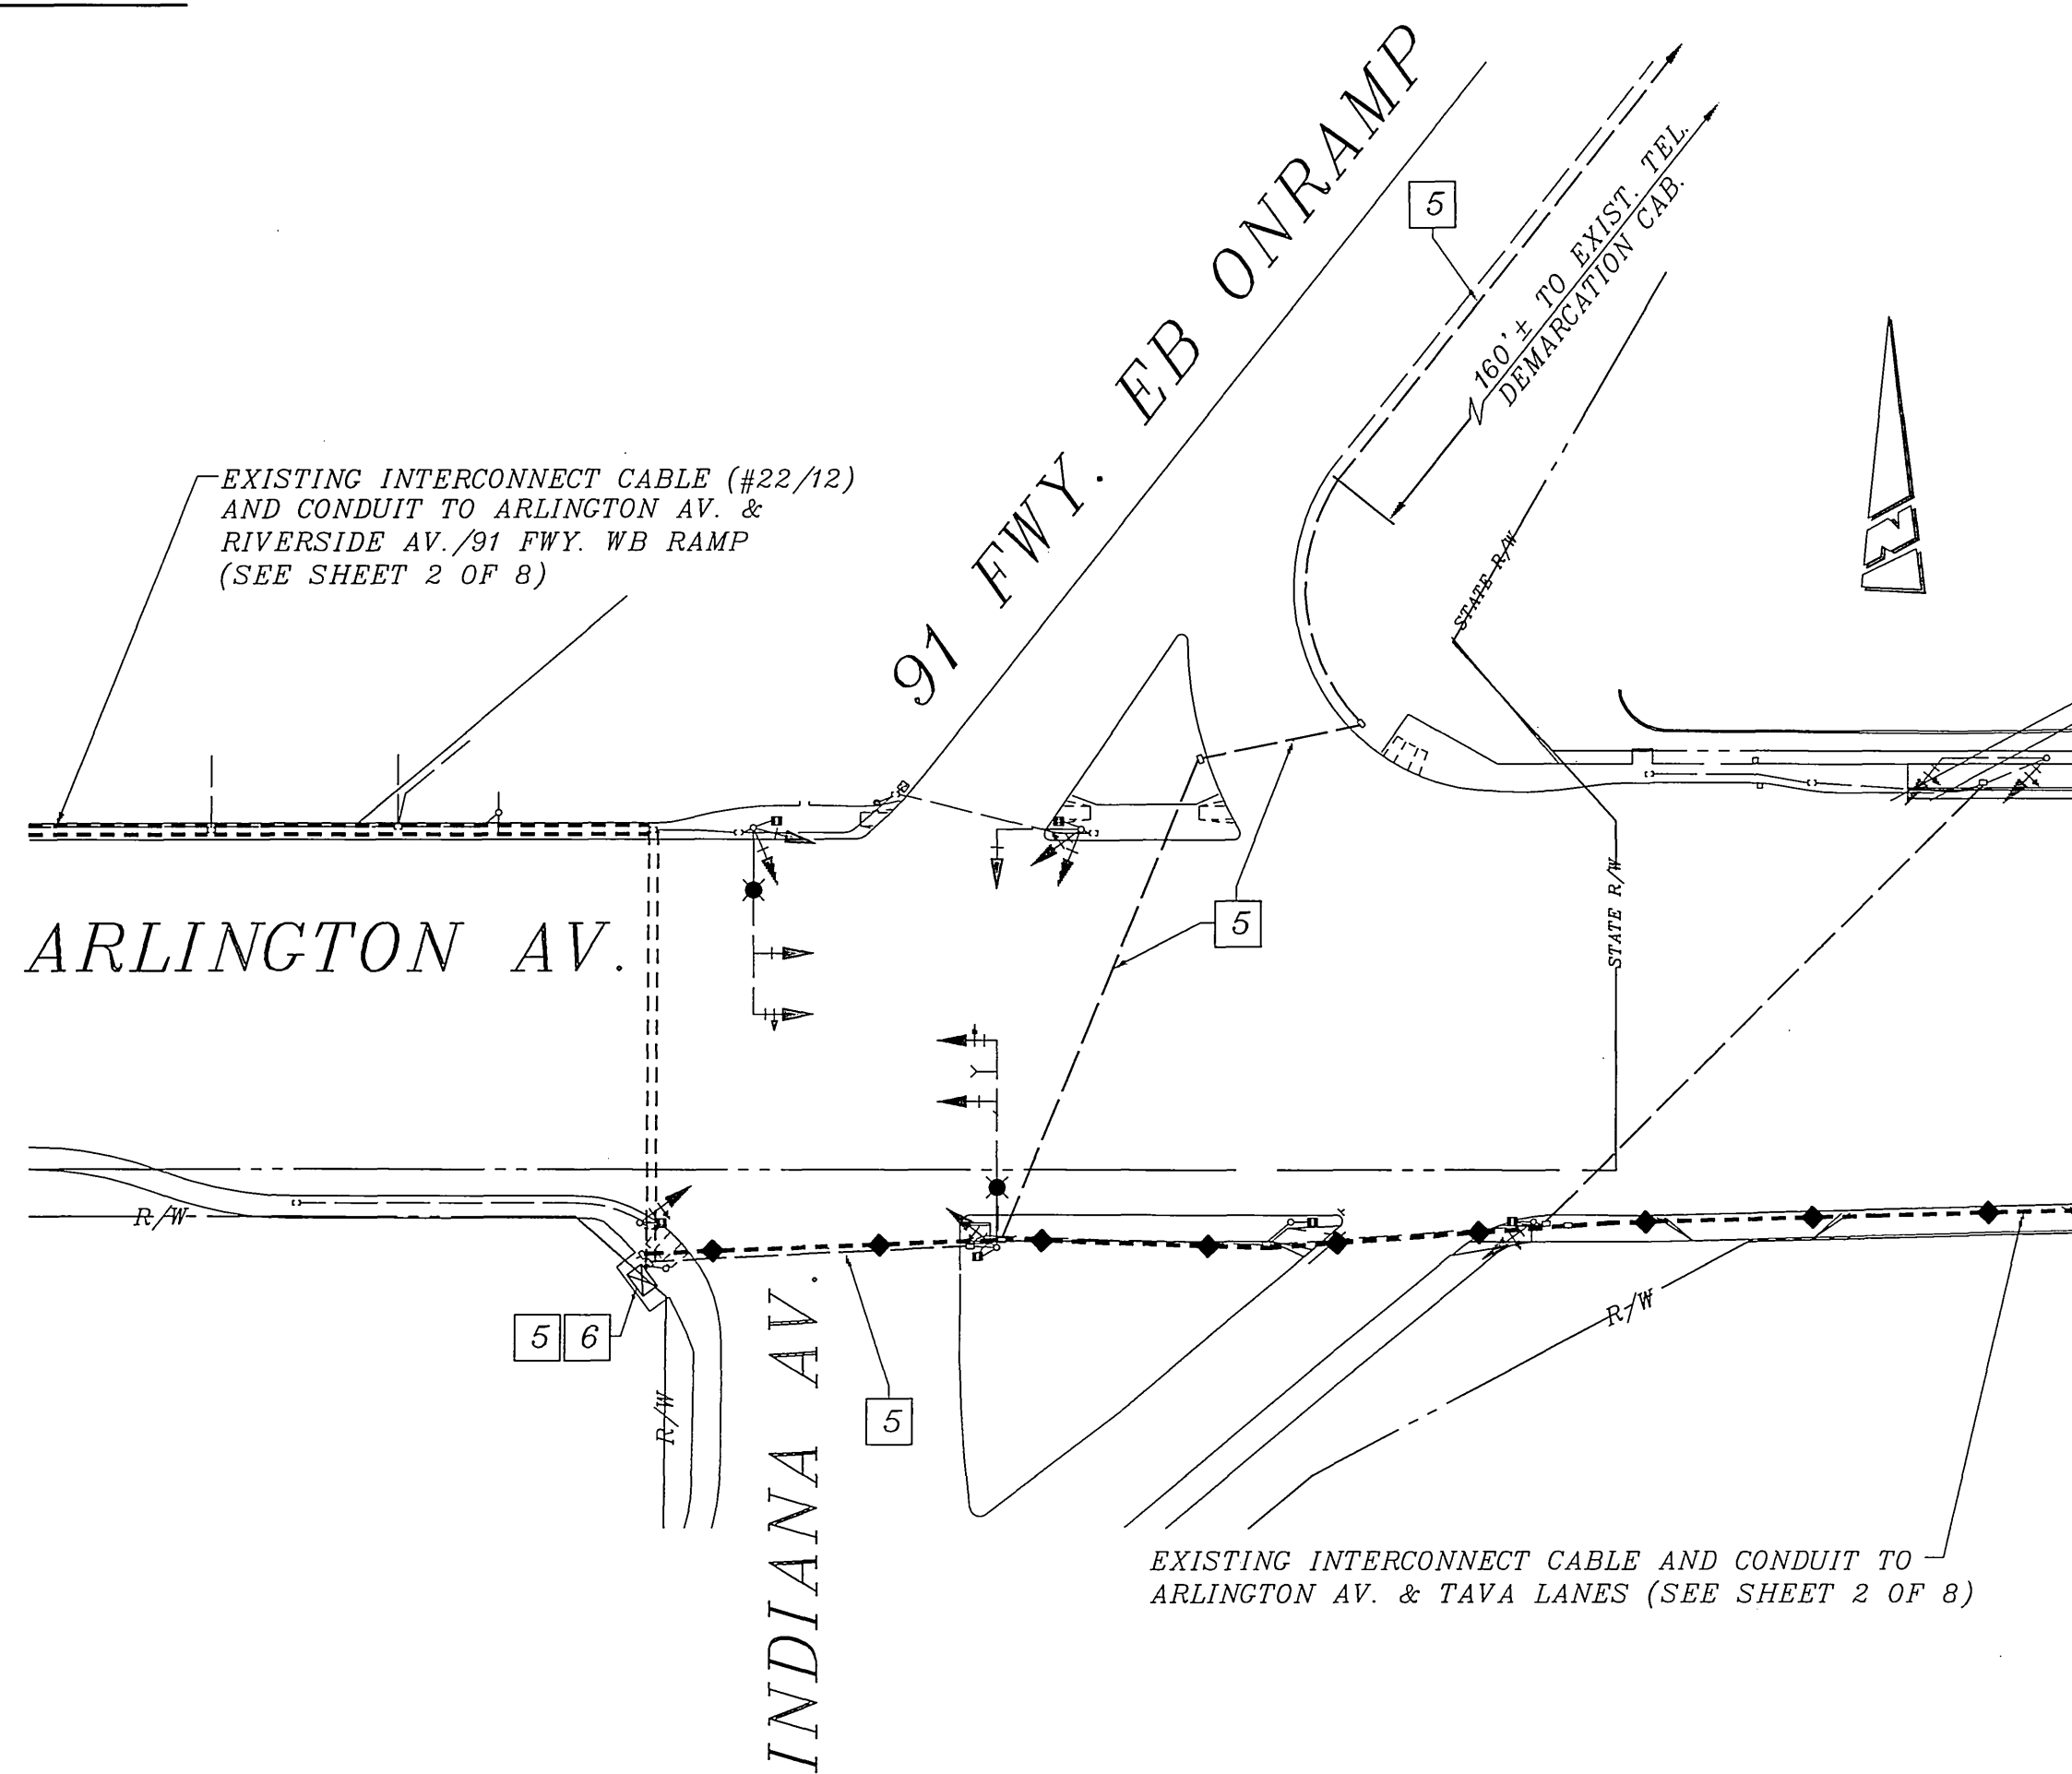 91 FWY. EB ONRAMP
5
160'± TO EXIST. TEL.
DEMARCATION CAB.
EXISTING INTERCONNECT CABLE (#22/12)
AND CONDUIT TO ARLINGTON AV. &
RIVERSIDE AV./91 FWY. WB RAMP
(SEE SHEET 2 OF 8)
STATE R/W
N
5
STATE R/W
ARLINGTON AV.
R/W
5 6
5
R/W
R/W
INDIANA AV.
EXISTING INTERCONNECT CABLE AND CONDUIT TO
ARLINGTON AV. & TAVA LANES (SEE SHEET 2 OF 8)